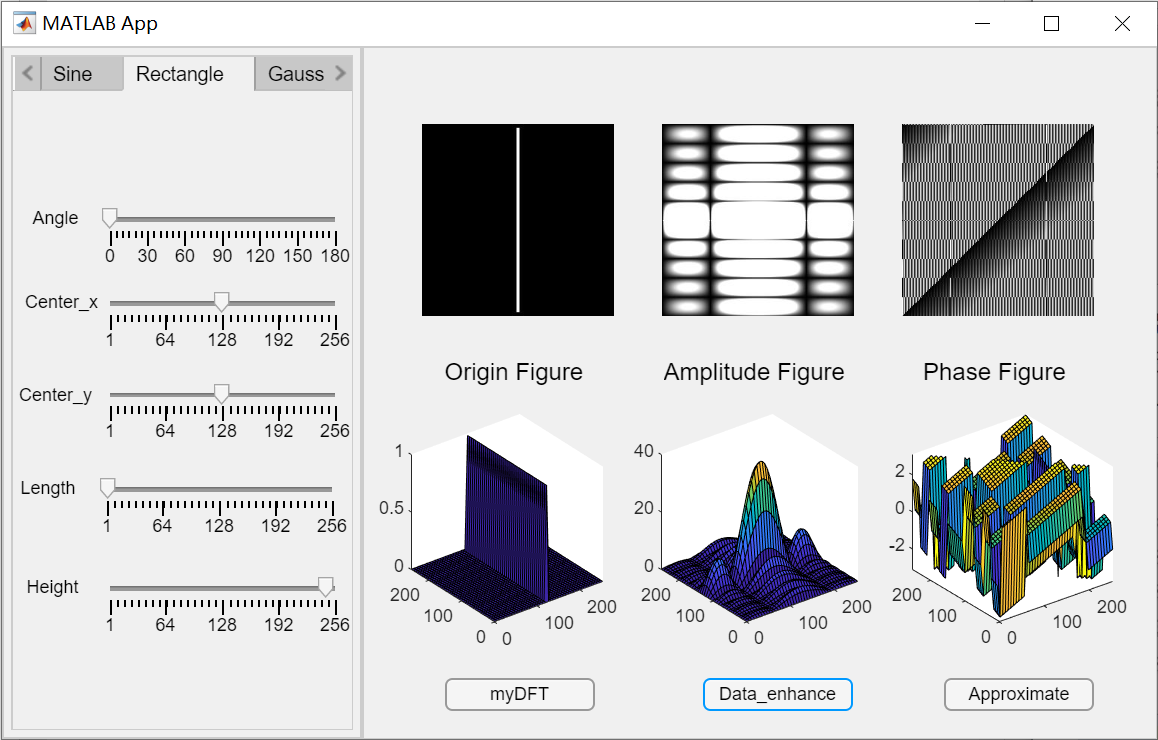 MATLAB App
Sine Rectangle Gauss
Angle
0 30 60 90 120 150 180
Center_x
1 64 128 192 256
Center_y
1 64 128 192 256
Length
1 64 128 192 256
Height
1 64 128 192 256
Origin Figure Amplitude Figure Phase Figure
1
0.5
0
200
100
0
0
100
200
40
20
0
200
100
0
0
100
200
2
0
-2
200
100
0
0
100
200
myDFT Data_enhance Approximate